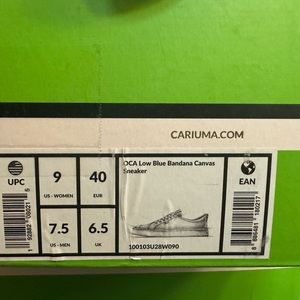 CARIUMA.COM
UPC
9
US - WOMEN
40
EUR
OCA Low Blue Bandana Canvas
Sneaker
EAN
7.5
US - MEN
6.5
UK
100103U28W090